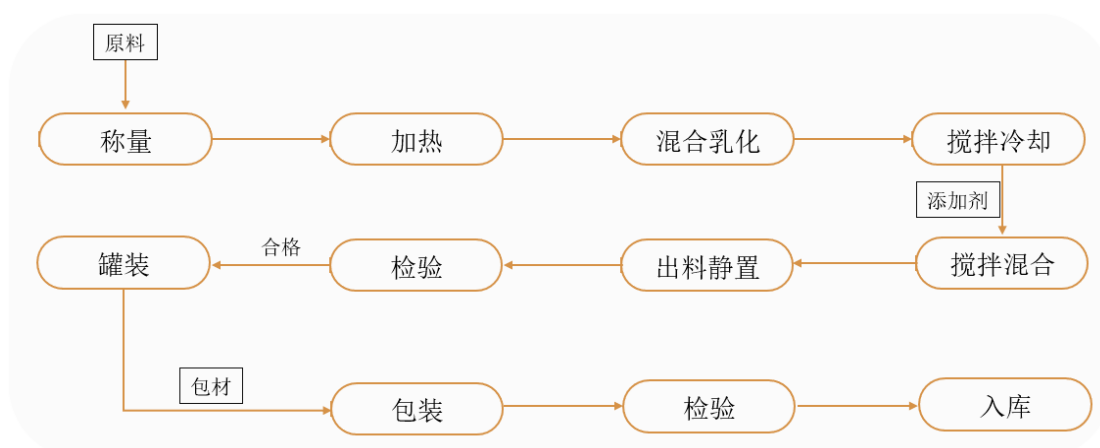 原料
称量
加热
混合乳化
搅拌冷却
添加剂
搅拌混合
出料静置
检验
合格
罐装
包材
包装
检验
入库